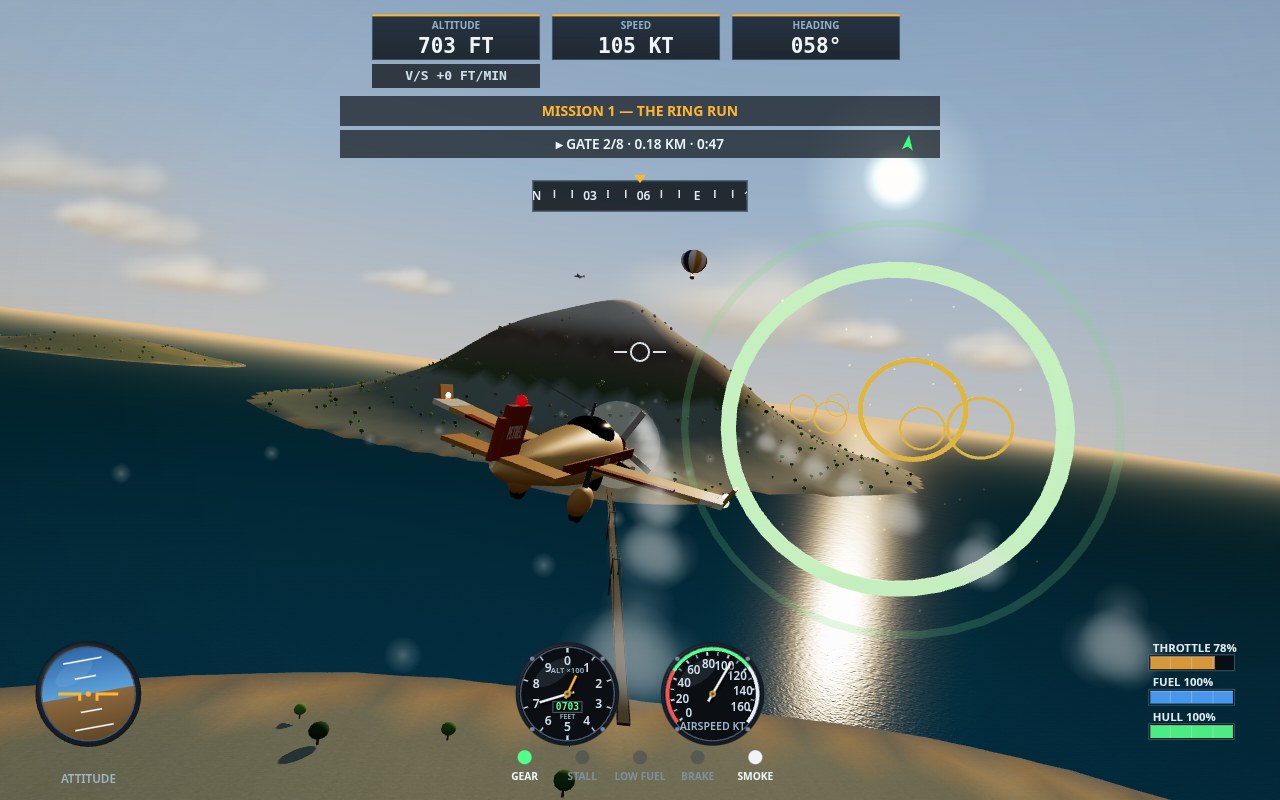 ALTITUDE
703 FT
SPEED
105 KT
HEADING
058°
V/S +0 FT/MIN
MISSION 1 — THE RING RUN
▸ GATE 2/8 · 0.18 KM · 0:47
N 03 06 E
THROTTLE 78%
FUEL 100%
HULL 100%
ATTITUDE
0 1 2 3 4 5 6 7 8 9
ALT ×100
0703
FEET
0 20 40 60 80 100 120 140 160
AIRSPEED KT
GEAR
STALL
LOW FUEL
BRAKE
SMOKE